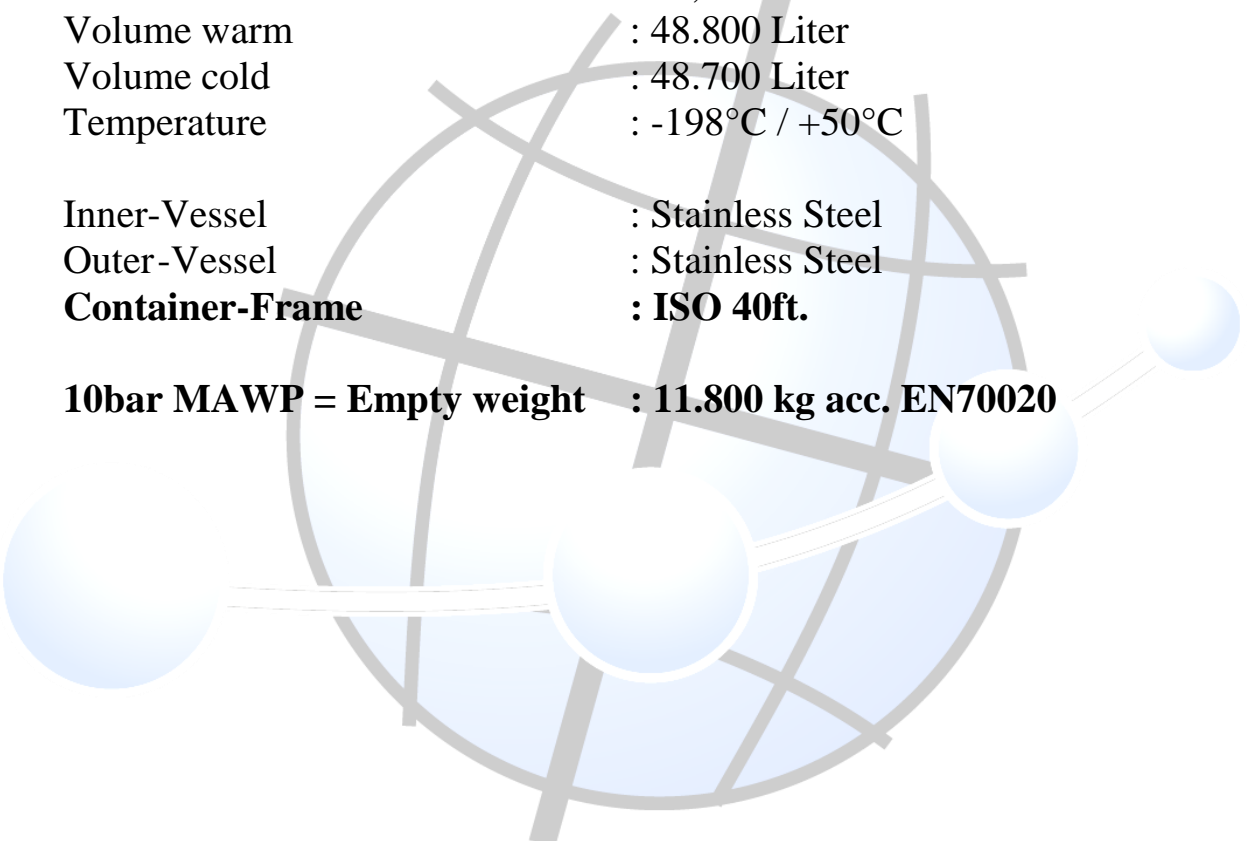 Volume warm : 48.800 Liter
Volume cold : 48.700 Liter
Temperature : -198°C / +50°C
Inner-Vessel : Stainless Steel
Outer-Vessel : Stainless Steel
Container-Frame : ISO 40ft.
10bar MAWP = Empty weight : 11.800 kg acc. EN70020